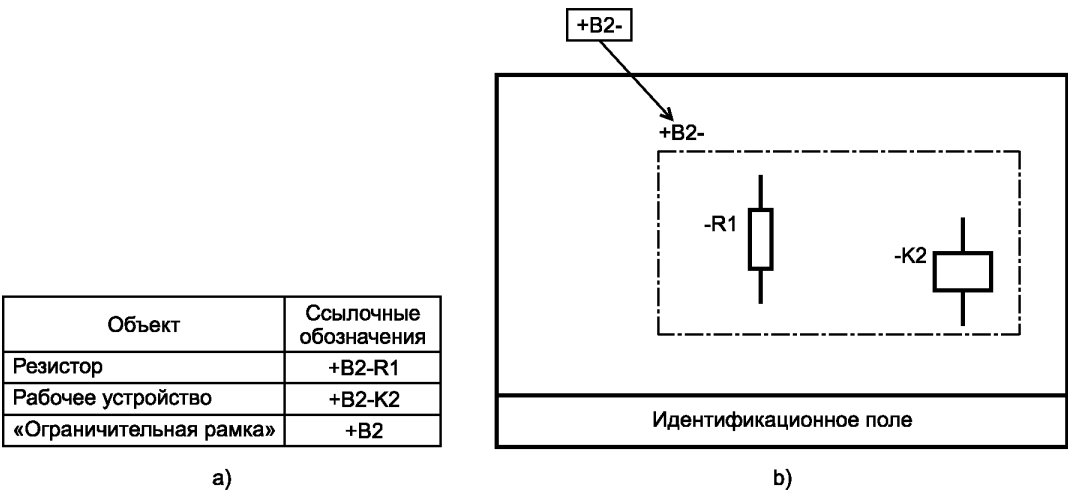 +B2-
+B2-
-R1
-K2
Идентификационное поле
Объект
Ссылочные
обозначения
Резистор
+B2-R1
Рабочее устройство
+B2-K2
«Ограничительная рамка»
+B2
a)
b)